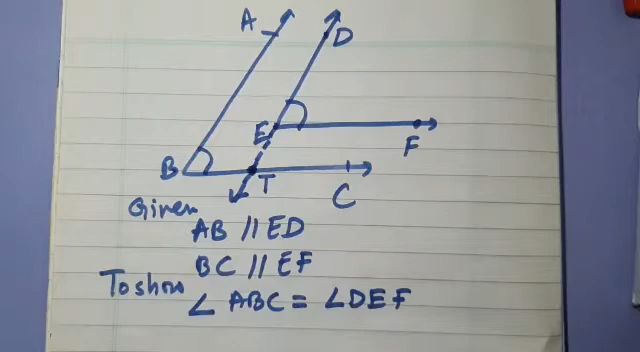 A
D
E
F
B
T
C
Given
AB // ED
BC // EF
To show
∠ ABC = ∠DEF